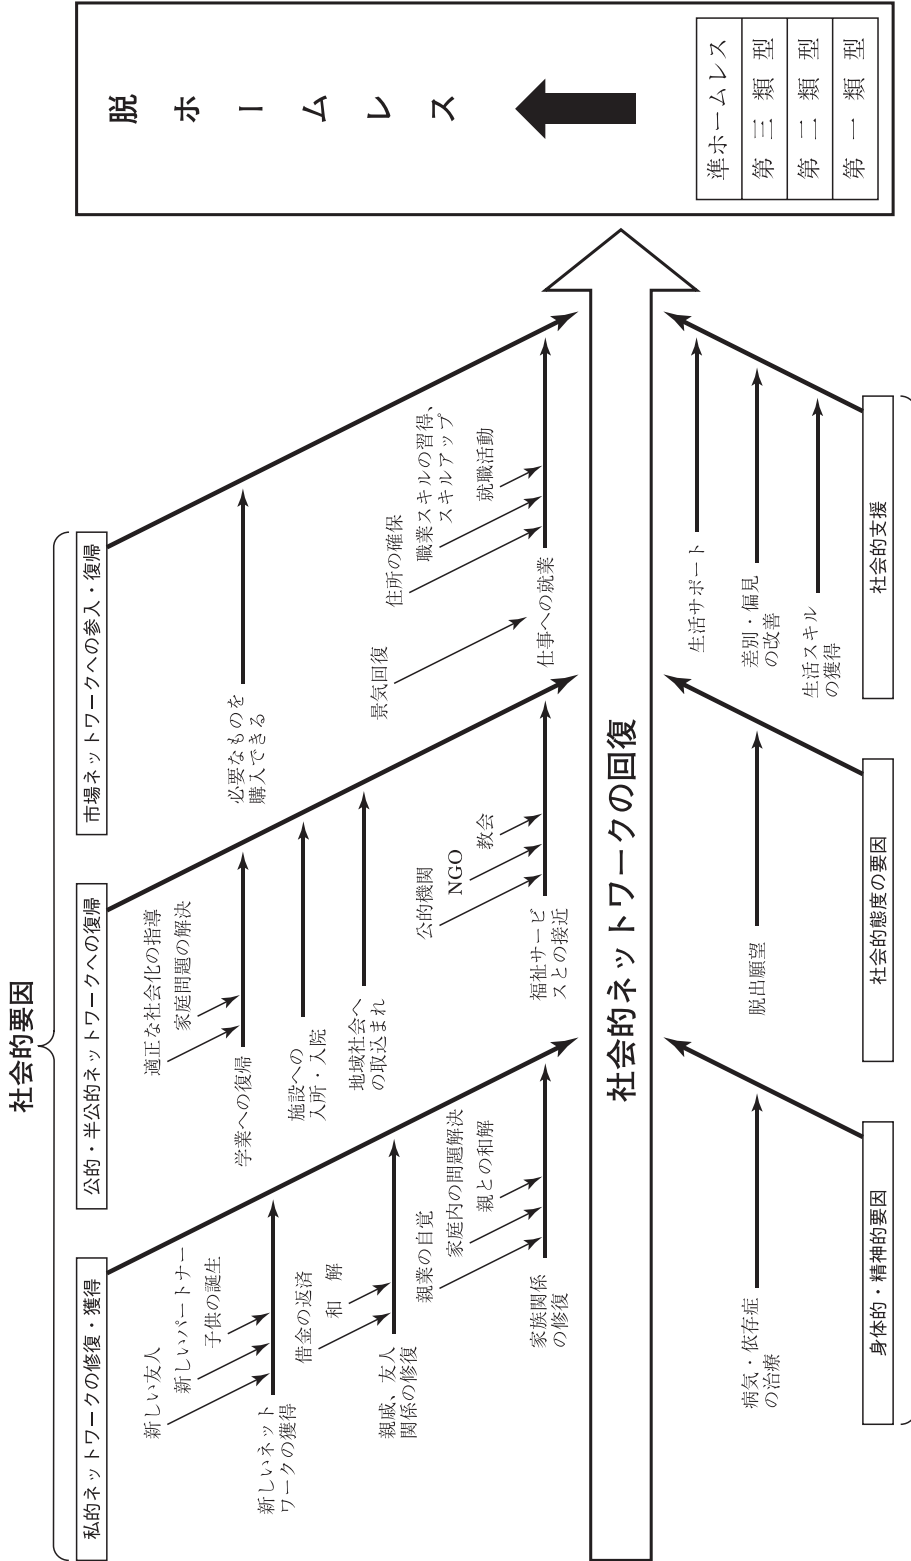 社会的要因
私的ネットワークの修復・獲得
新しい友人
新しいパートナー
子供の誕生
新しいネット
ワークの獲得
借金の返済
和解
親戚、友人
関係の修復
親業の自覚
家庭内の問題解決
親との和解
家族関係
の修復
公的・半公的ネットワークへの復帰
適正な社会化の指導
家庭問題の解決
学業への復帰
施設への
入所・入院
地域社会へ
の取込まれ
公的機関
NGO
教会
福祉サービ
スとの接近
市場ネットワークへの参入・復帰
必要なものを
購入できる
景気回復
住所の確保
職業スキルの習得、
スキルアップ
就職活動
仕事への就業
社会的ネットワークの回復
病気・依存症
の治療
身体的・精神的要因
脱出願望
社会的態度の要因
生活サポート
差別・偏見
の改善
生活スキル
の獲得
社会的支援
脱ホームレス
準ホームレス
第三類型
第二類型
第一類型